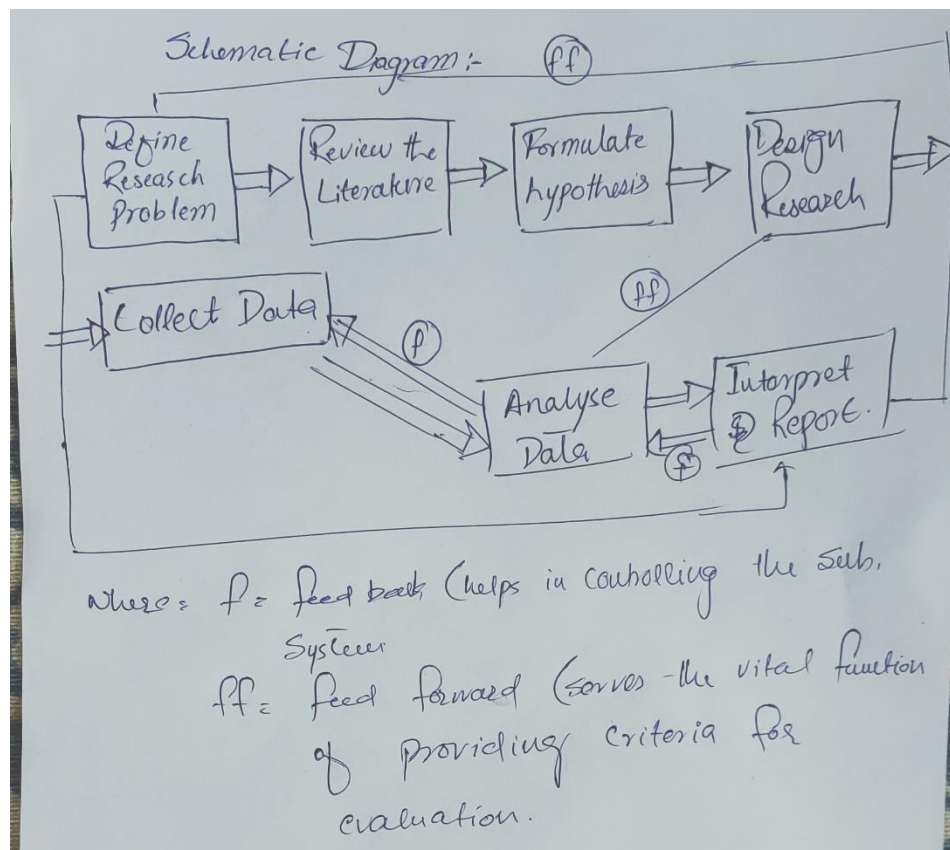 Schematic Diagram :-
ff
Define
Research
Problem
Review the
Literature
Formulate
hypothesis
Design
Research
ff
Collect Data
f
Analyse
Data
Interpret
Report.
f
where = f = feed back (helps in controlling the sub.
System
ff = feed forward (serves the vital function
of providing criteria for
evaluation.